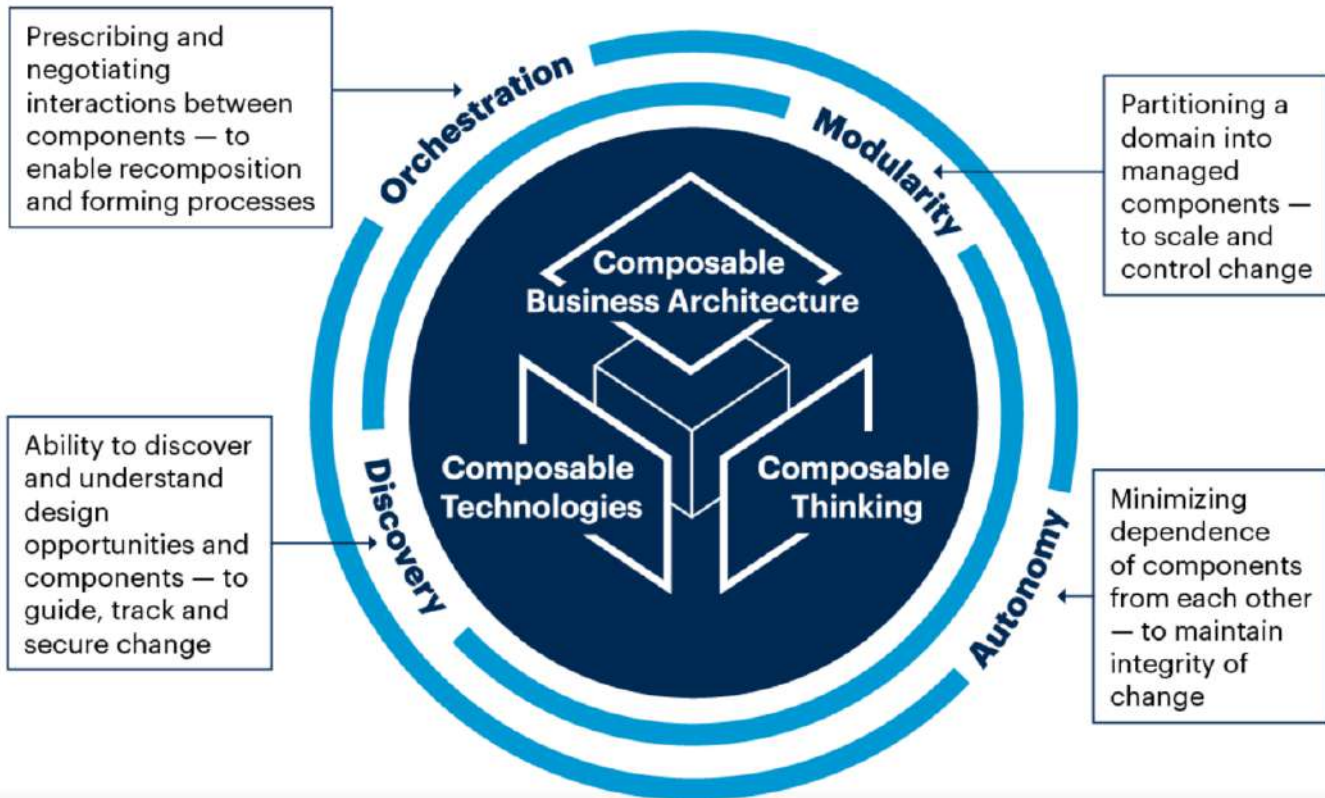 Prescribing and
negotiating
interactions between
components — to
enable recomposition
and forming processes
Orchestration
Modularity
Partitioning a
domain into
managed
components —
to scale and
control change
Composable
Business Architecture
Composable
Technologies
Composable
Thinking
Ability to discover
and understand
design
opportunities and
components — to
guide, track and
secure change
Discovery
Autonomy
Minimizing
dependence
of components
from each other
— to maintain
integrity of
change